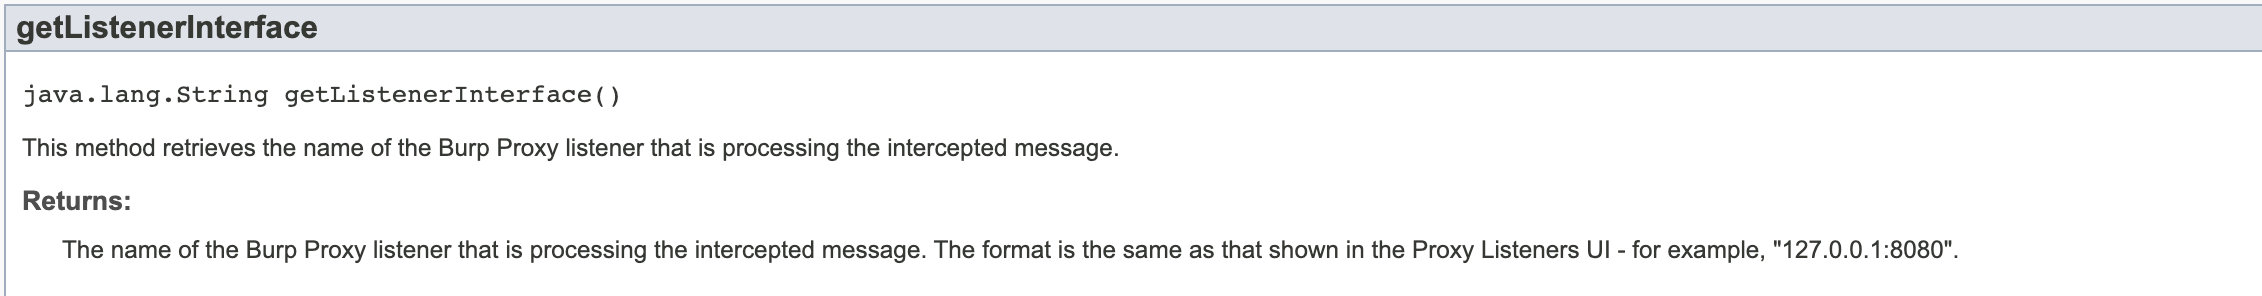 getListenerInterface
java.lang.String getListenerInterface()
This method retrieves the name of the Burp Proxy listener that is processing the intercepted message.
Returns:
The name of the Burp Proxy listener that is processing the intercepted message. The format is the same as that shown in the Proxy Listeners UI - for example, "127.0.0.1:8080".